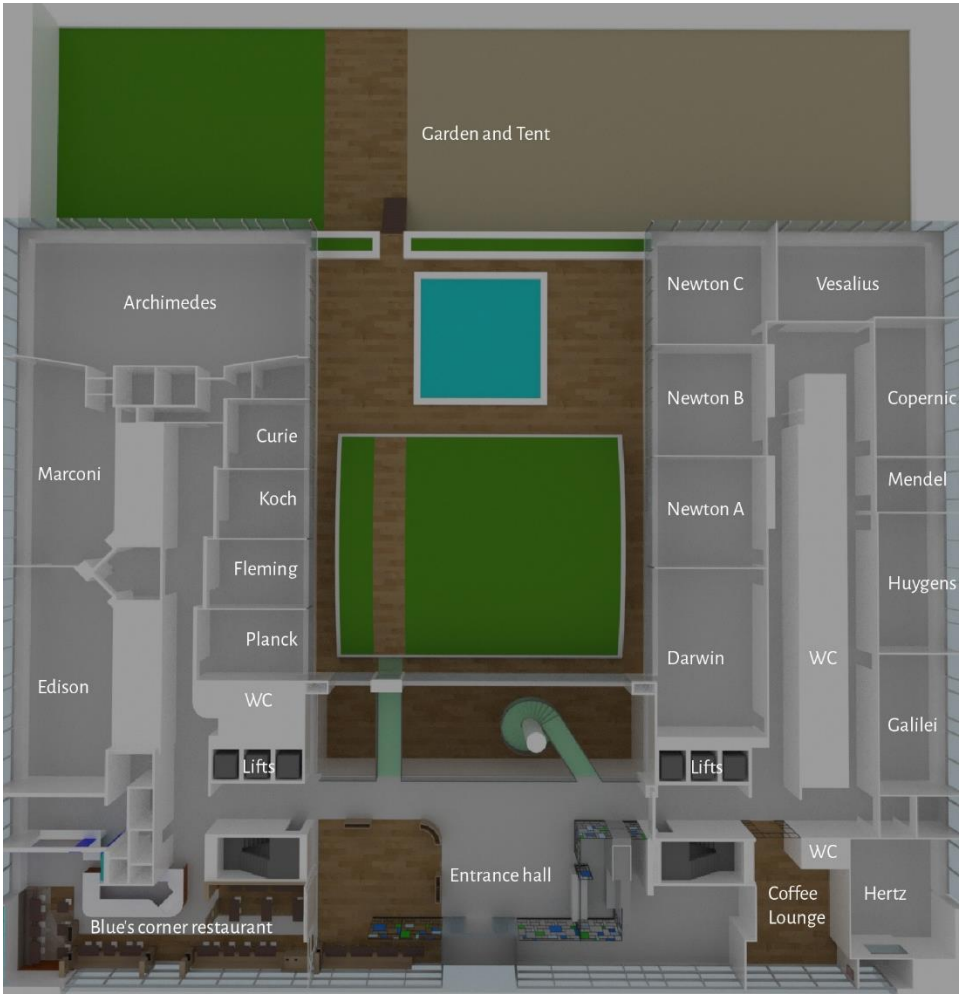 Garden and Tent
Archimedes
Newton C
Vesalius
Newton B
Copernic
Curie
Marconi
Koch
Newton A
Mendel
Fleming
Huygens
Planck
Darwin
WC
Edison
WC
Galilei
Lifts
Lifts
WC
Entrance hall
Coffee
Lounge
Hertz
Blue's corner restaurant